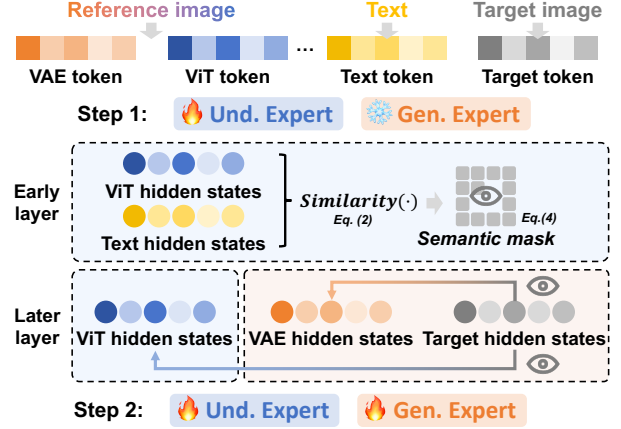 Reference image Text Target image
...
VAE token ViT token Text token Target token
Step 1: Und. Expert Gen. Expert
Early layer
ViT hidden states
Text hidden states
Similarity(·)
Eq. (2)
Eq.(4)
Semantic mask
Later layer
ViT hidden states VAE hidden states Target hidden states
Step 2: Und. Expert Gen. Expert